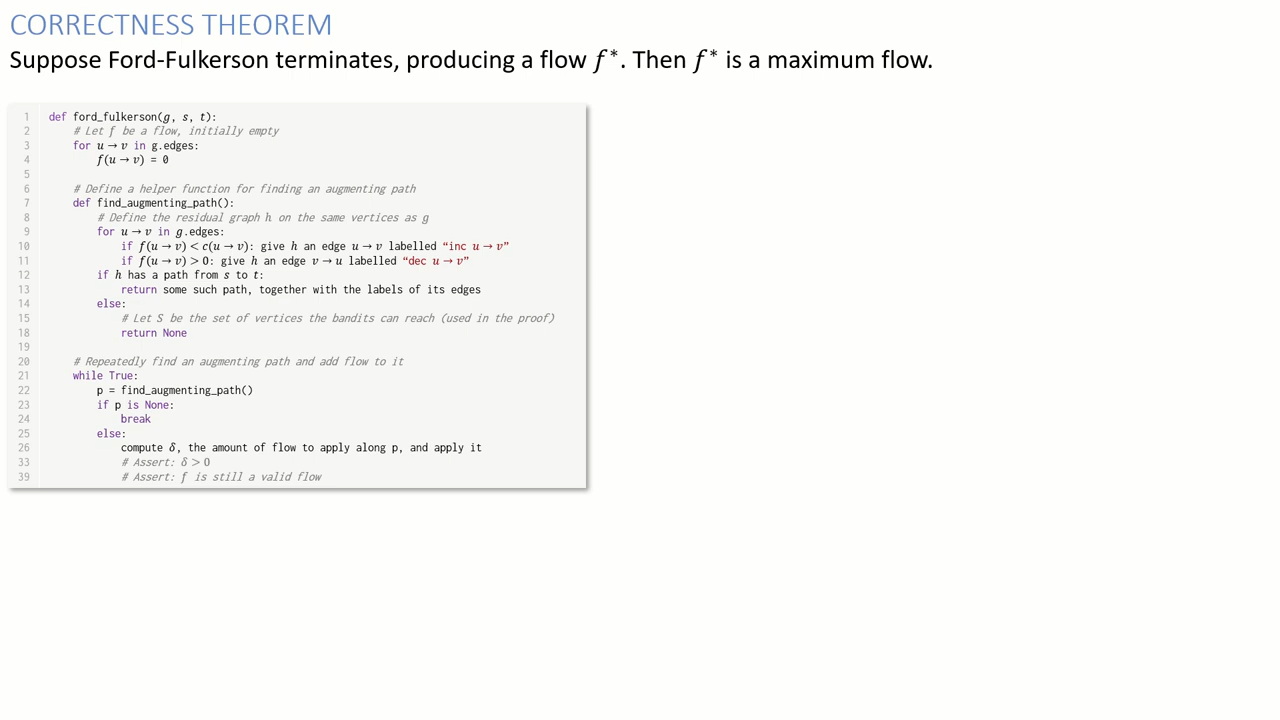 CORRECTNESS THEOREM
Suppose Ford-Fulkerson terminates, producing a flow f*. Then f* is a maximum flow.
1 def ford_fulkerson(g, s, t):
2 # Let f be a flow, initially empty
3 for u → v in g.edges:
4 f(u → v) = 0
5
6 # Define a helper function for finding an augmenting path
7 def find_augmenting_path():
8 # Define the residual graph h on the same vertices as g
9 for u → v in g.edges:
10 if f(u → v) < c(u → v): give h an edge u → v labelled “inc u → v”
11 if f(u → v) > 0: give h an edge v → u labelled “dec u → v”
12 if h has a path from s to t:
13 return some such path, together with the labels of its edges
14 else:
15 # Let S be the set of vertices the bandits can reach (used in the proof)
18 return None
19
20 # Repeatedly find an augmenting path and add flow to it
21 while True:
22 p = find_augmenting_path()
23 if p is None:
24 break
25 else:
26 compute δ, the amount of flow to apply along p, and apply it
33 # Assert: δ > 0
39 # Assert: f is still a valid flow